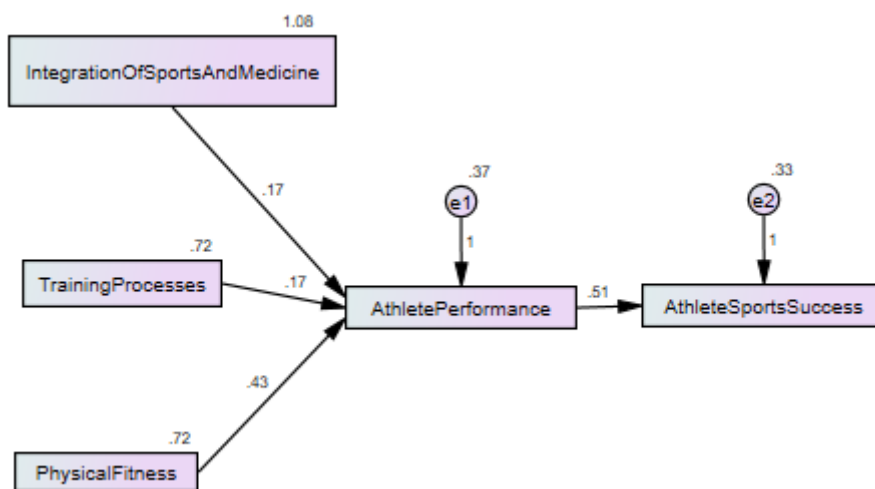 1.08
IntegrationOfSportsAndMedicine
.17
.37
.33
e1
e2
1
1
.72
TrainingProcesses
.17
AthletePerformance
.51
AthleteSportsSuccess
.43
.72
PhysicalFitness